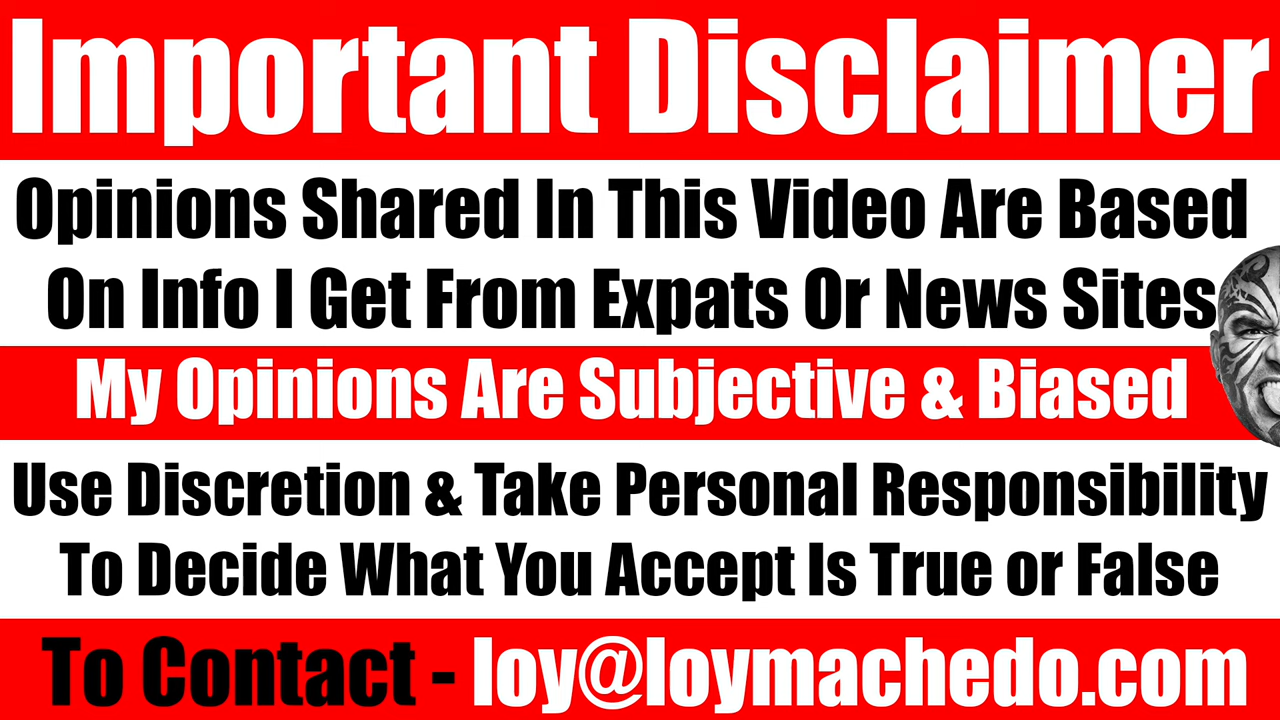 Important Disclaimer
Opinions Shared In This Video Are Based
On Info I Get From Expats Or News Sites
My Opinions Are Subjective & Biased
Use Discretion & Take Personal Responsibility
To Decide What You Accept Is True or False
To Contact - loy@loymachedo.com